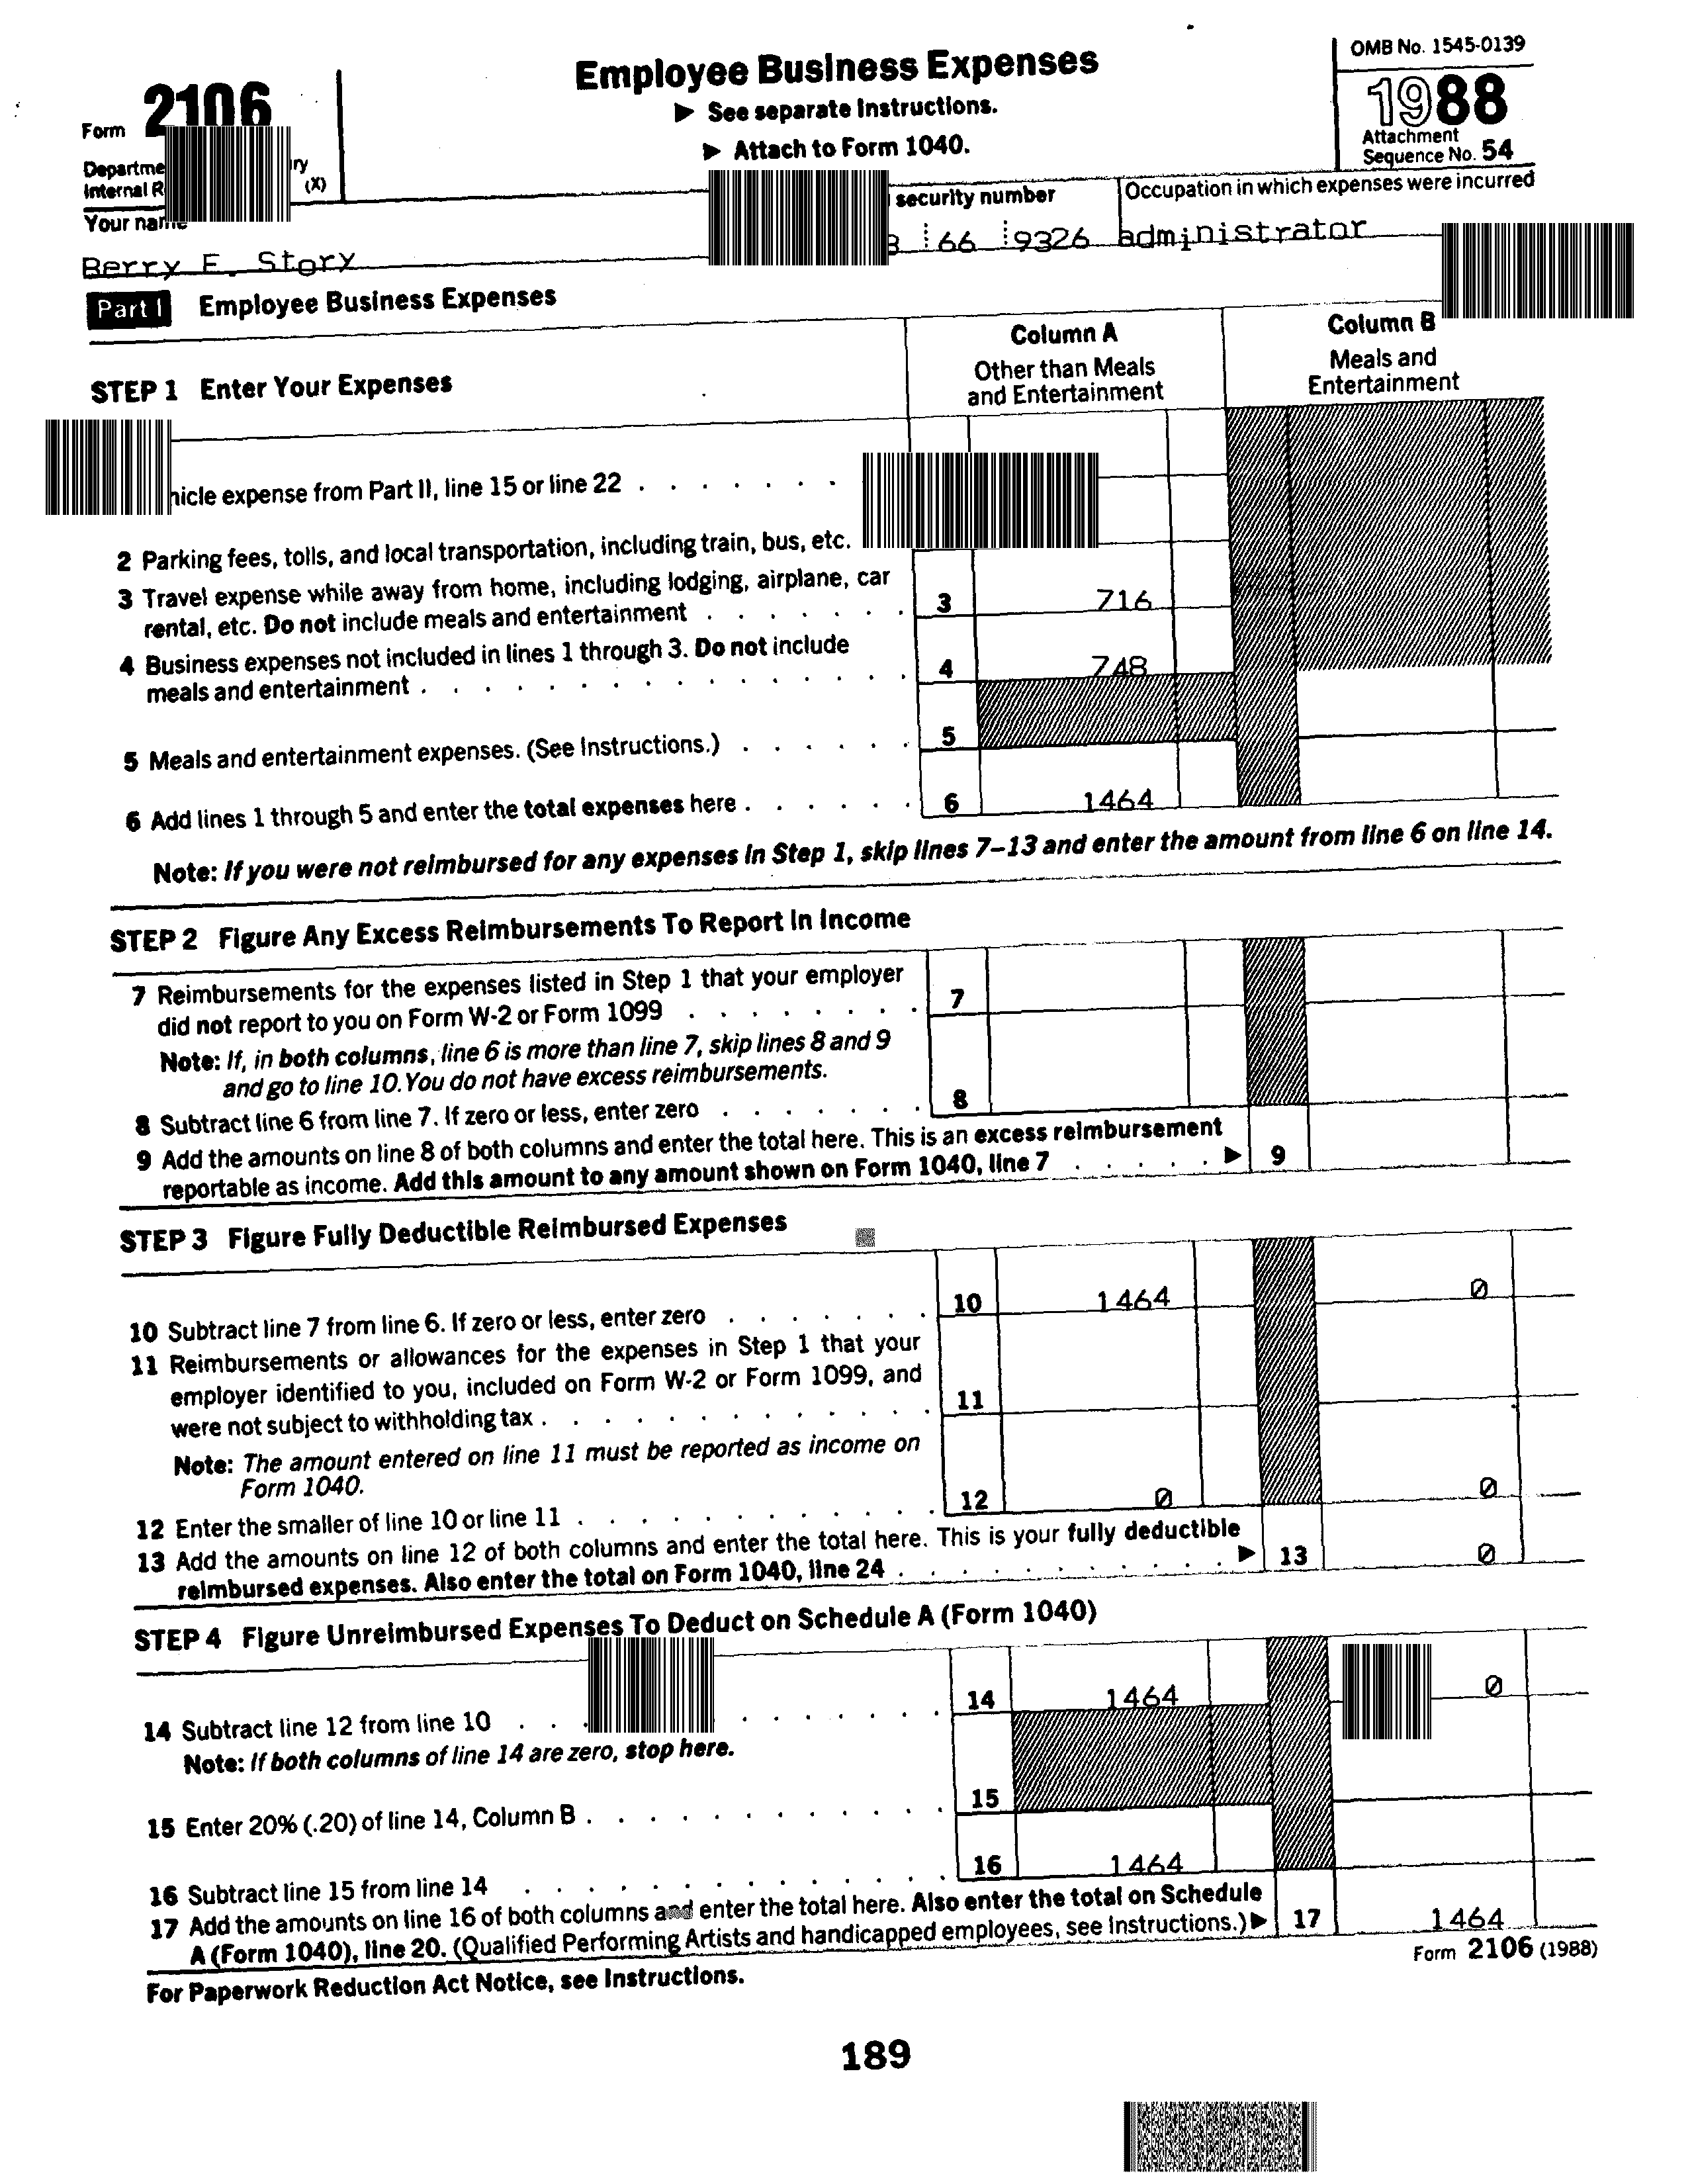 Form 2106
Employee Business Expenses
▶ See separate Instructions.
▶ Attach to Form 1040.
OMB No. 1545-0139
1988
Attachment
Sequence No. 54
(X)
Your name
security number
Occupation in which expenses were incurred
Berry E. Story
66 9326
administrator
Part I Employee Business Expenses
STEP 1 Enter Your Expenses
Column A
Other than Meals
and Entertainment
Column B
Meals and
Entertainment
expense from Part II, line 15 or line 22 . . . . . . .
2 Parking fees, tolls, and local transportation, including train, bus, etc.
3 Travel expense while away from home, including lodging, airplane, car
rental, etc. Do not include meals and entertainment . . . . . . . 3 716
4 Business expenses not included in lines 1 through 3. Do not include
meals and entertainment . . . . . . . . . . . . . 4 748
5 Meals and entertainment expenses. (See Instructions.) . . . . . . 5
6 Add lines 1 through 5 and enter the total expenses here . . . . . . 6 1464
Note: If you were not reimbursed for any expenses in Step 1, skip lines 7–13 and enter the amount from line 6 on line 14.
STEP 2 Figure Any Excess Reimbursements To Report in Income
7 Reimbursements for the expenses listed in Step 1 that your employer
did not report to you on Form W-2 or Form 1099 . . . . . . . . 7
Note: If, in both columns, line 6 is more than line 7, skip lines 8 and 9
and go to line 10. You do not have excess reimbursements.
8 Subtract line 6 from line 7. If zero or less, enter zero . . . . . . . 8
9 Add the amounts on line 8 of both columns and enter the total here. This is an excess reimbursement
reportable as income. Add this amount to any amount shown on Form 1040, line 7 . . . . . ▶ 9
STEP 3 Figure Fully Deductible Reimbursed Expenses
10 Subtract line 7 from line 6. If zero or less, enter zero . . . . . . . 10 1464 0
11 Reimbursements or allowances for the expenses in Step 1 that your
employer identified to you, included on Form W-2 or Form 1099, and
were not subject to withholding tax . . . . . . . . . . . . . 11
Note: The amount entered on line 11 must be reported as income on
Form 1040.
12 Enter the smaller of line 10 or line 11 . . . . . . . . . . . . 12 0 0
13 Add the amounts on line 12 of both columns and enter the total here. This is your fully deductible
reimbursed expenses. Also enter the total on Form 1040, line 24 . . . . . . . . . . . ▶ 13 0
STEP 4 Figure Unreimbursed Expenses To Deduct on Schedule A (Form 1040)
14 Subtract line 12 from line 10 . . . . . . . . 14 1464 0
Note: If both columns of line 14 are zero, stop here.
15 Enter 20% (.20) of line 14, Column B . . . . . . . . . . . . 15
16 Subtract line 15 from line 14 . . . . . . . . . . . . . . 16 1464
17 Add the amounts on line 16 of both columns and enter the total here. Also enter the total on Schedule
A (Form 1040), line 20. (Qualified Performing Artists and handicapped employees, see Instructions.) ▶ 17 1464
For Paperwork Reduction Act Notice, see Instructions.
Form 2106 (1988)
189